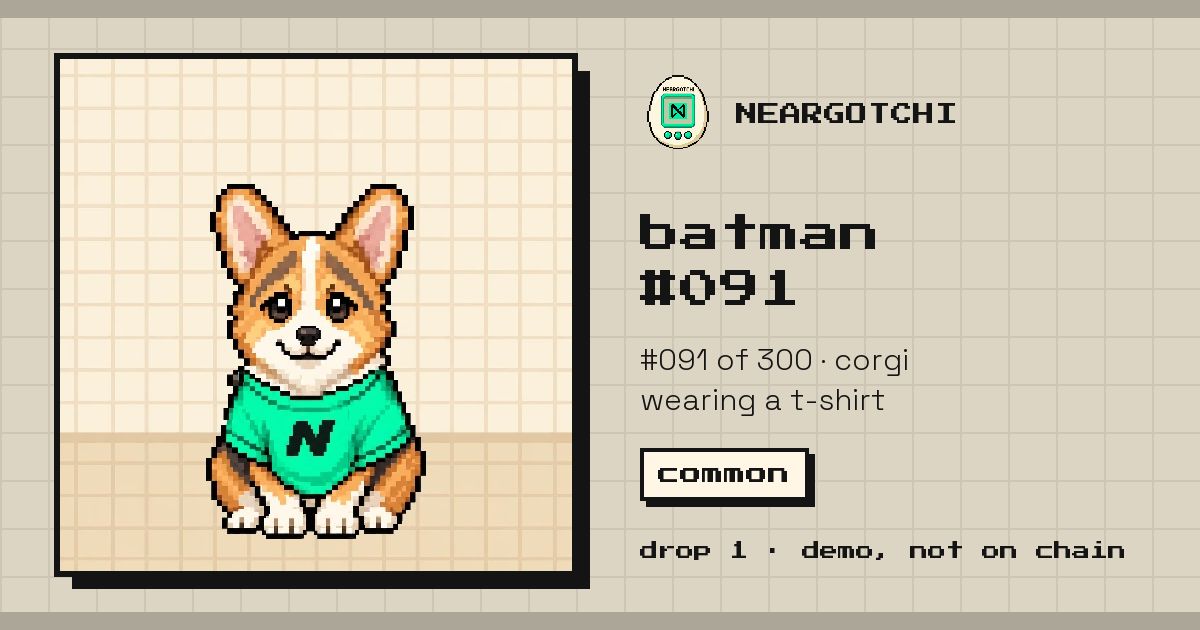 NEARGOTCHI
NEARGOTCHI
batman
#091
#091 of 300 · corgi
wearing a t-shirt
N
common
drop 1 · demo, not on chain